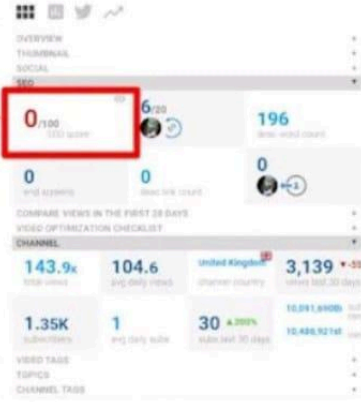 OVERVIEW
THUMBNAIL
SOCIAL
SEO
0/100
SEO score
6/20
196
desc. word count
0
end screens
0
desc. link count
0
COMPARE VIEWS IN THE FIRST 28 DAYS
VIDEO OPTIMIZATION CHECKLIST
CHANNEL
143.9k
total views
104.6
avg daily views
United Kingdom
channel country
3,139
views last 30 days
1.35K
subscribers
1
avg daily subs
30 200%
subs last 30 days
VIDEO TAGS
TOPICS
CHANNEL TAGS